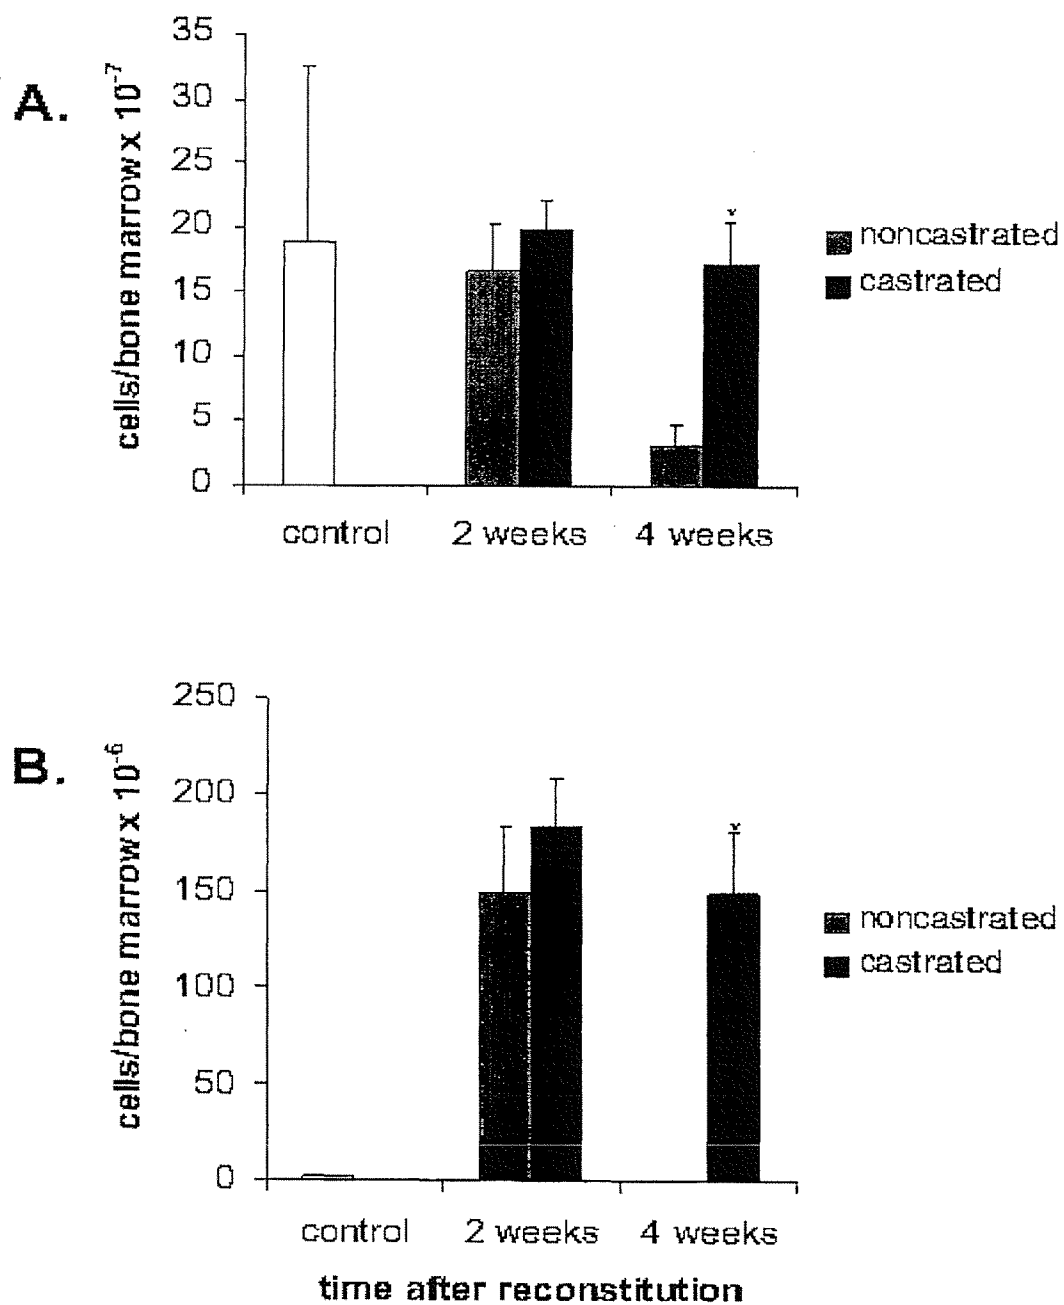 A.
cells/bone marrow x 10⁻⁷
35
30
25
20
15
10
5
0
control 2 weeks 4 weeks
*
noncastrated
castrated
B.
cells/bone marrow x 10⁻⁶
250
200
150
100
50
0
control 2 weeks 4 weeks
*
noncastrated
castrated
time after reconstitution